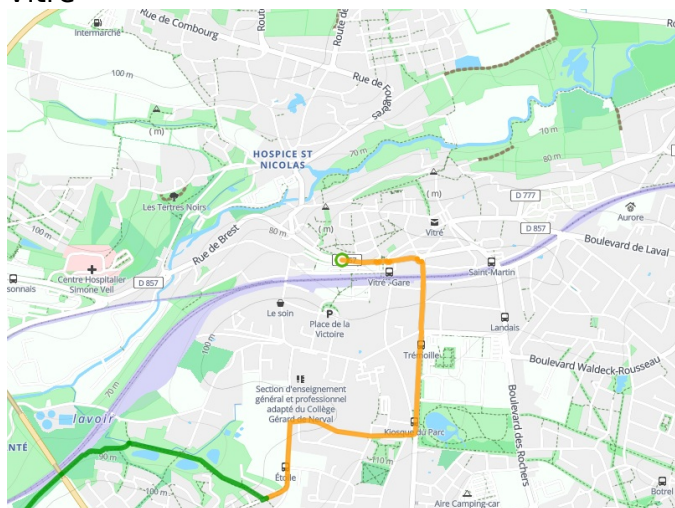 Vitré
Rue de Combourg
Intermarché
Route
Route de
100 m
Rue de Fougères
10 m
70 m
80 m
HOSPICE ST
NICOLAS
( m)
Les Tertres Noirs
( m)
D 777
Aurore
Vitré
D 857
Boulevard de Laval
100 m
80 m
Rue de Brest
Centre Hospitalier
Simone Veil
D 857
sonnais
Vitré - Gare
Saint-Martin
Le soin
P
Place de la
Victoire
Landais
100 m
Trémoille
Boulevard Waldeck-Rousseau
70 m
Section d'enseignement
général et professionnel
adapté du Collège
Gérard de Nerval
lavoir
Kiosque du Parc
Boulevard des Rochers
NTÉ
90 m
110 m
Étoile
100 m
Aire Camping-car
Botrel